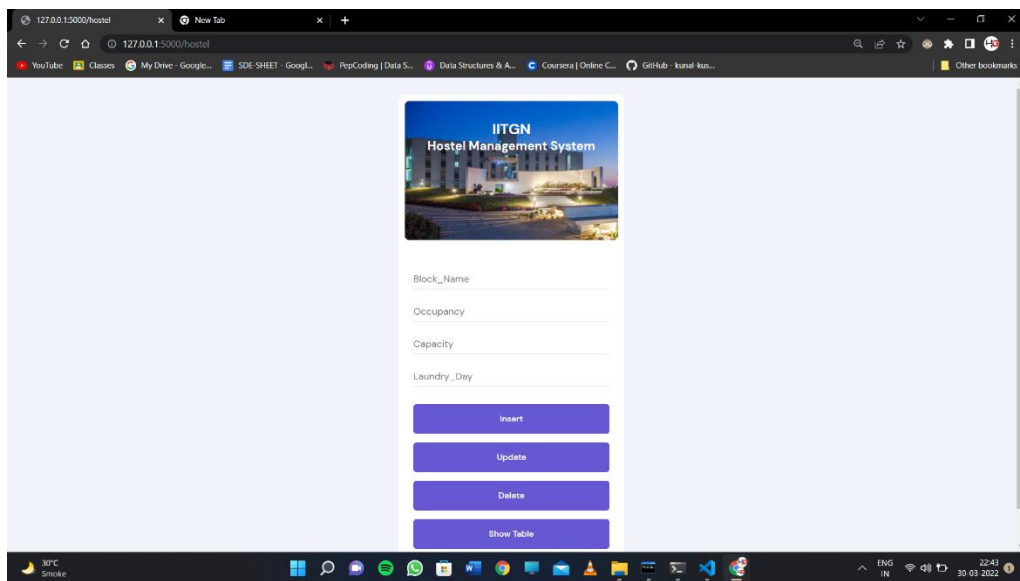 127.0.0.1:5000/hostel
New Tab
127.0.0.1:5000/hostel
YouTube
Classes
My Drive - Google...
SDE-SHEET - Googl...
PepCoding | Data S...
Data Structures & A...
Coursera | Online C...
GitHub - kunal-kus...
Other bookmarks
IITGN
Hostel Management System
Block_Name
Occupancy
Capacity
Laundry_Day
Insert
Update
Delete
Show Table
30°C
Smoke
ENG
IN
22:43
30-03-2022